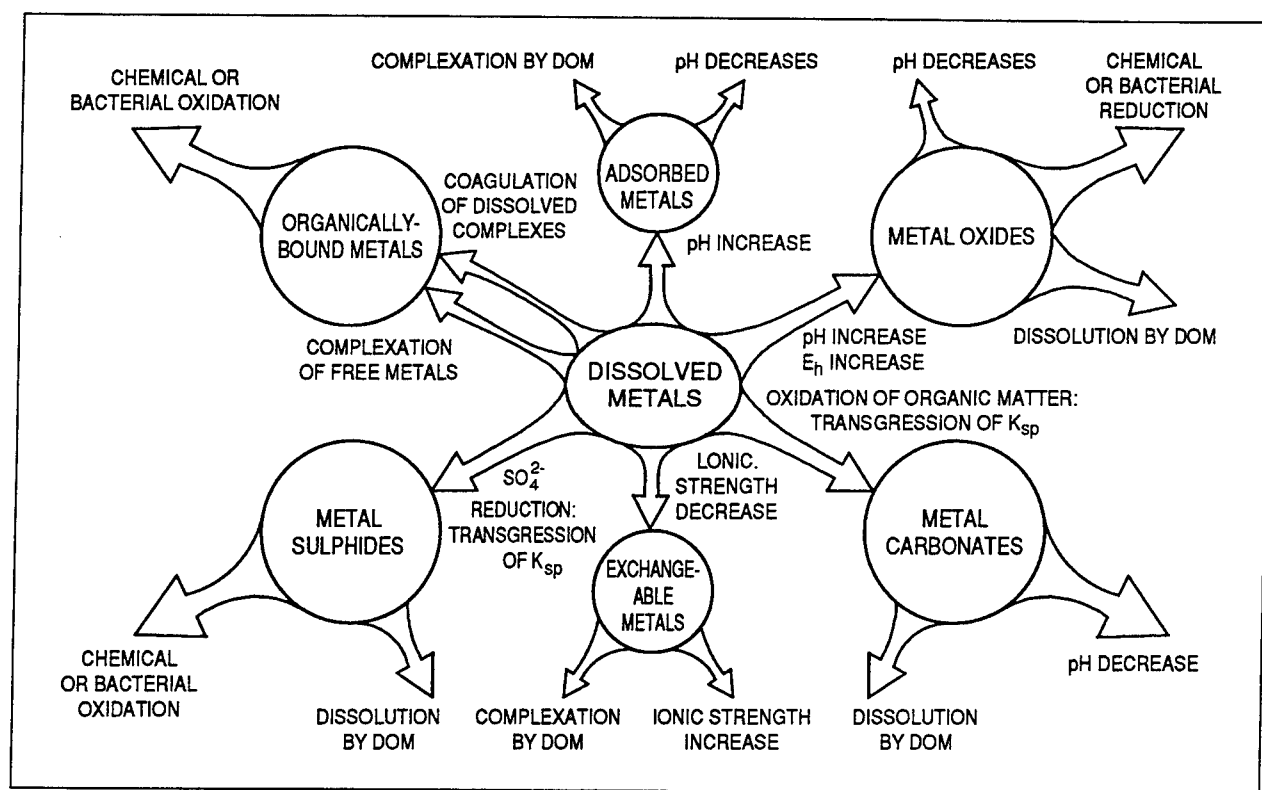 CHEMICAL OR
BACTERIAL OXIDATION
COMPLEXATION BY DOM
pH DECREASES
pH DECREASES
CHEMICAL
OR BACTERIAL
REDUCTION
ORGANICALLY-
BOUND METALS
COAGULATION
OF DISSOLVED
COMPLEXES
ADSORBED
METALS
pH INCREASE
METAL OXIDES
COMPLEXATION
OF FREE METALS
DISSOLVED
METALS
pH INCREASE
Eh INCREASE
DISSOLUTION BY DOM
OXIDATION OF ORGANIC MATTER:
TRANSGRESSION OF Ksp
METAL
SULPHIDES
SO₄²⁻
REDUCTION:
TRANSGRESSION
OF Ksp
LONIC.
STRENGTH
DECREASE
EXCHANGE-
ABLE
METALS
METAL
CARBONATES
CHEMICAL
OR BACTERIAL
OXIDATION
DISSOLUTION
BY DOM
COMPLEXATION
BY DOM
IONIC STRENGTH
INCREASE
DISSOLUTION
BY DOM
pH DECREASE